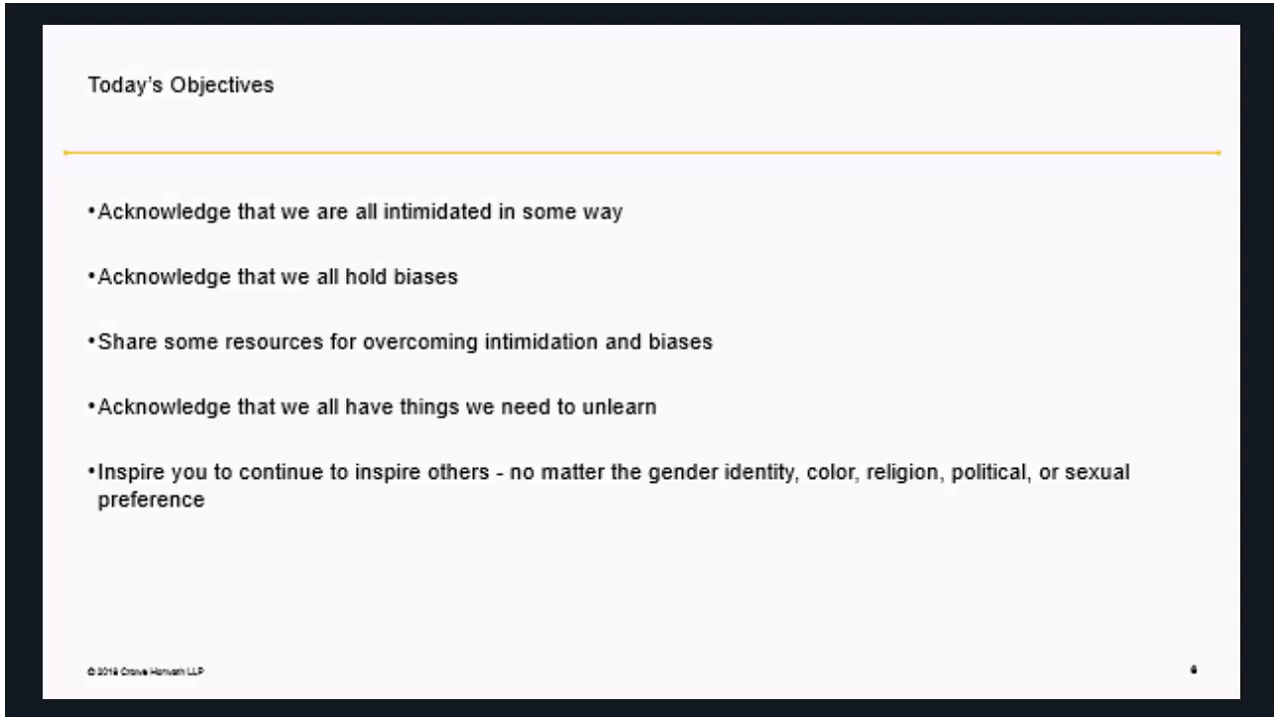 Today's Objectives
•Acknowledge that we are all intimidated in some way
•Acknowledge that we all hold biases
•Share some resources for overcoming intimidation and biases
•Acknowledge that we all have things we need to unlearn
•Inspire you to continue to inspire others - no matter the gender identity, color, religion, political, or sexual
preference
© 2018 Crowe Horwath LLP
6